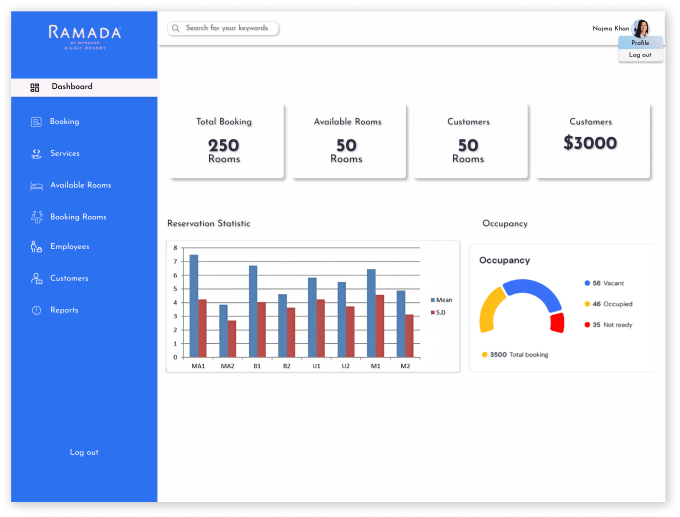 RAMADA
BY WYNDHAM
GILGIT RESORT
Search for your keywords
Najma Khan
Profile
Log out
Dashboard
Booking
Services
Available Rooms
Booking Rooms
Employees
Customers
Reports
Log out
Total Booking
250
Rooms
Available Rooms
50
Rooms
Customers
50
Rooms
Customers
$3000
Reservation Statistic
8
7
6
5
4
3
2
1
0
MA1 MA2 B1 B2 U1 U2 M1 M2
Mean
S.D
Occupancy
Occupancy
56 Vacant
46 Occupied
35 Not ready
3500 Total booking